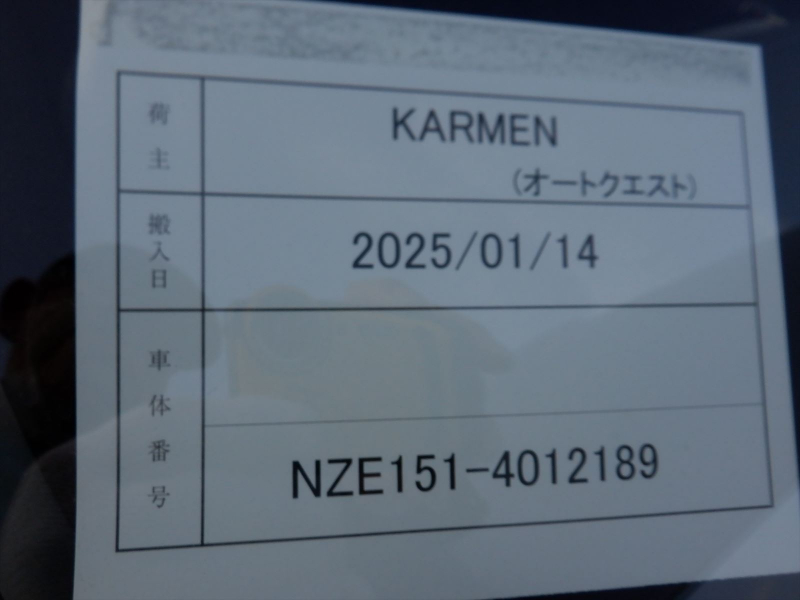 荷主
KARMEN
(オートクエスト)
搬入日
2025/01/14
車体番号
NZE151-4012189